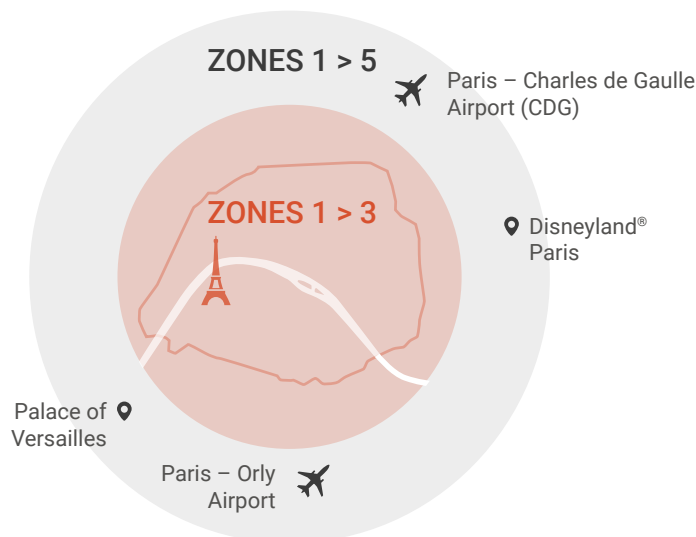 ZONES 1 > 5
Paris – Charles de Gaulle
Airport (CDG)
ZONES 1 > 3
Disneyland®
Paris
Palace of
Versailles
Paris – Orly
Airport